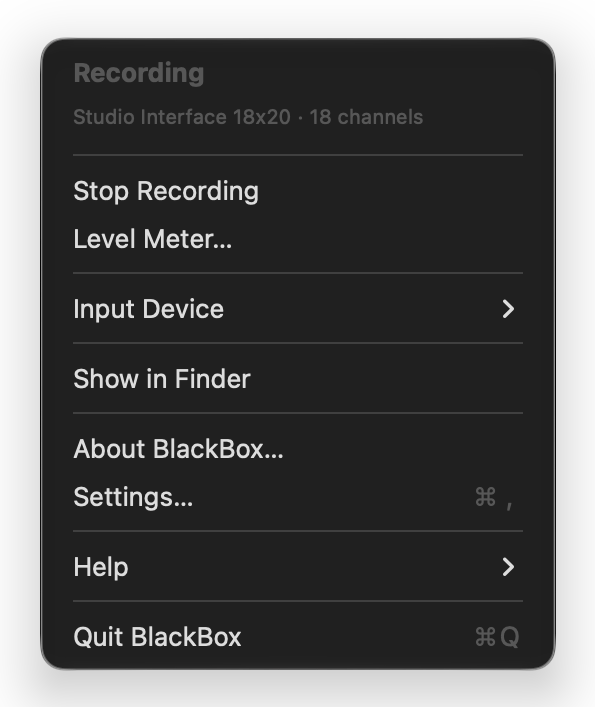 Recording
Studio Interface 18x20 · 18 channels
Stop Recording
Level Meter...
Input Device
Show in Finder
About BlackBox...
Settings... ⌘ ,
Help
Quit BlackBox ⌘Q